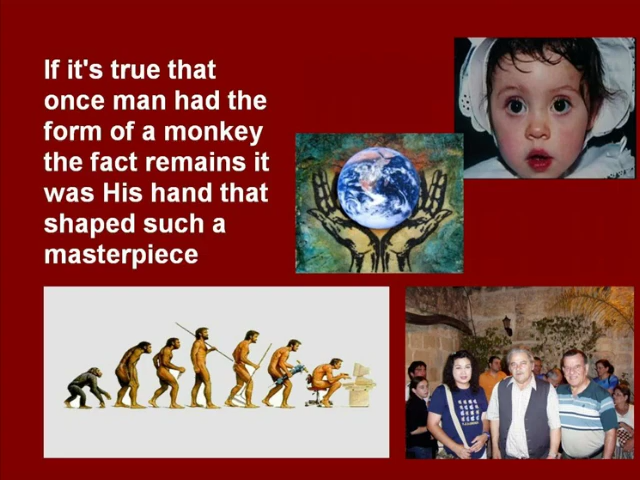 If it's true that
once man had the
form of a monkey
the fact remains it
was His hand that
shaped such a
masterpiece